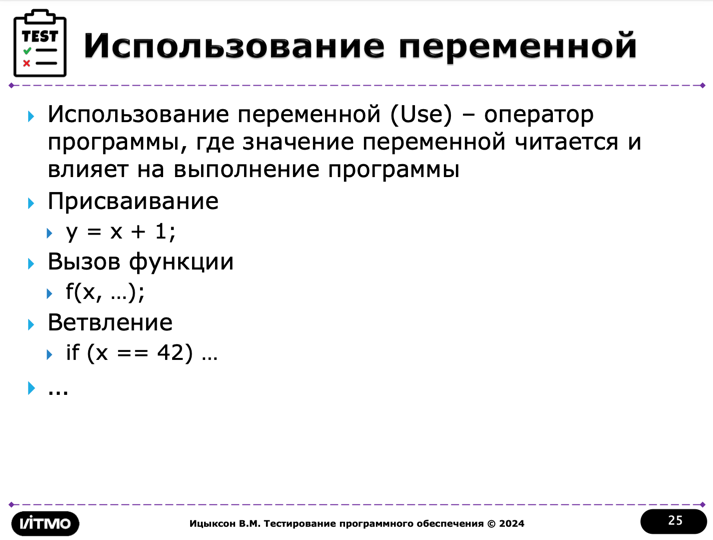 TEST
Использование переменной
Использование переменной (Use) – оператор
программы, где значение переменной читается и
влияет на выполнение программы
Присваивание
y = x + 1;
Вызов функции
f(x, …);
Ветвление
if (x == 42) …
...
ИТМО
Ицыксон В.М. Тестирование программного обеспечения © 2024
25